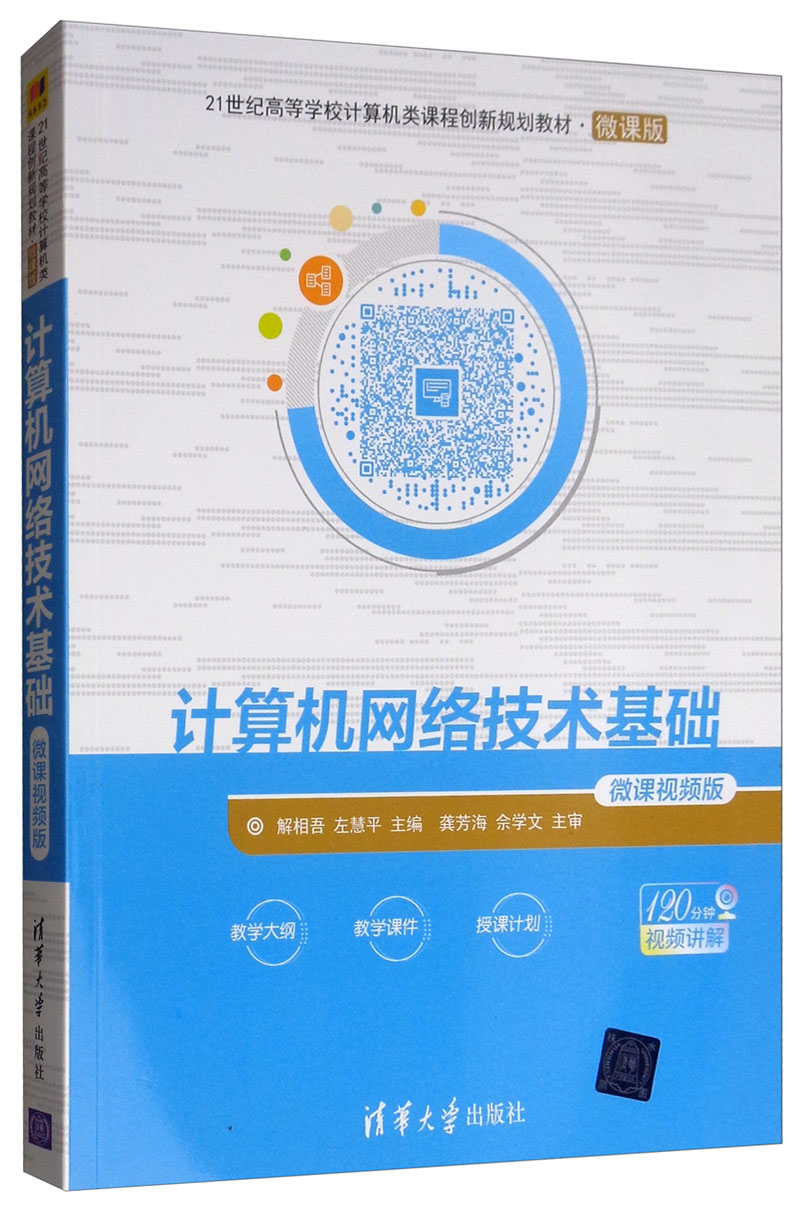 21世纪高等学校计算机类课程创新规划教材·微课版
计算机网络技术基础
微课视频版
解相吾 左慧平 主编 龚芳海 佘学文 主审
教学大纲
教学课件
授课计划
120分钟
视频讲解
清华大学出版社
21世纪高等学校计算机类
课程创新规划教材·微课版
计算机网络技术基础
微课视频版
清华大学出版社